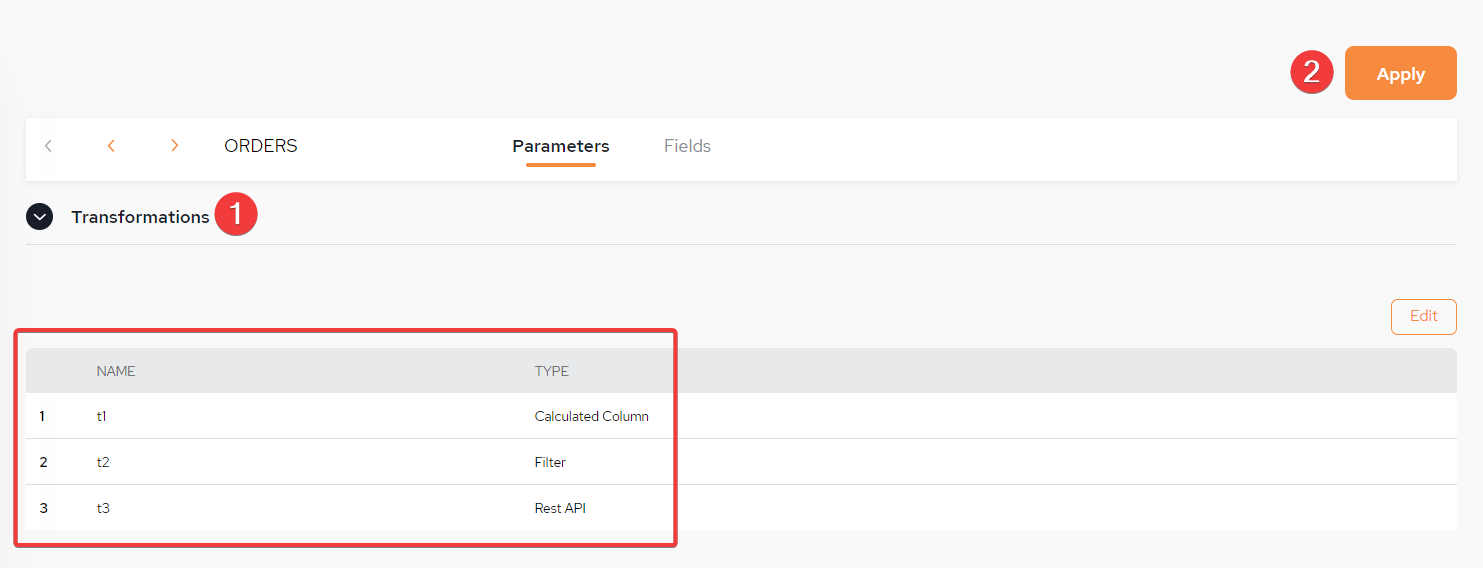 2 Apply
ORDERS Parameters Fields
Transformations 1
Edit
NAME TYPE
1 t1 Calculated Column
2 t2 Filter
3 t3 Rest API